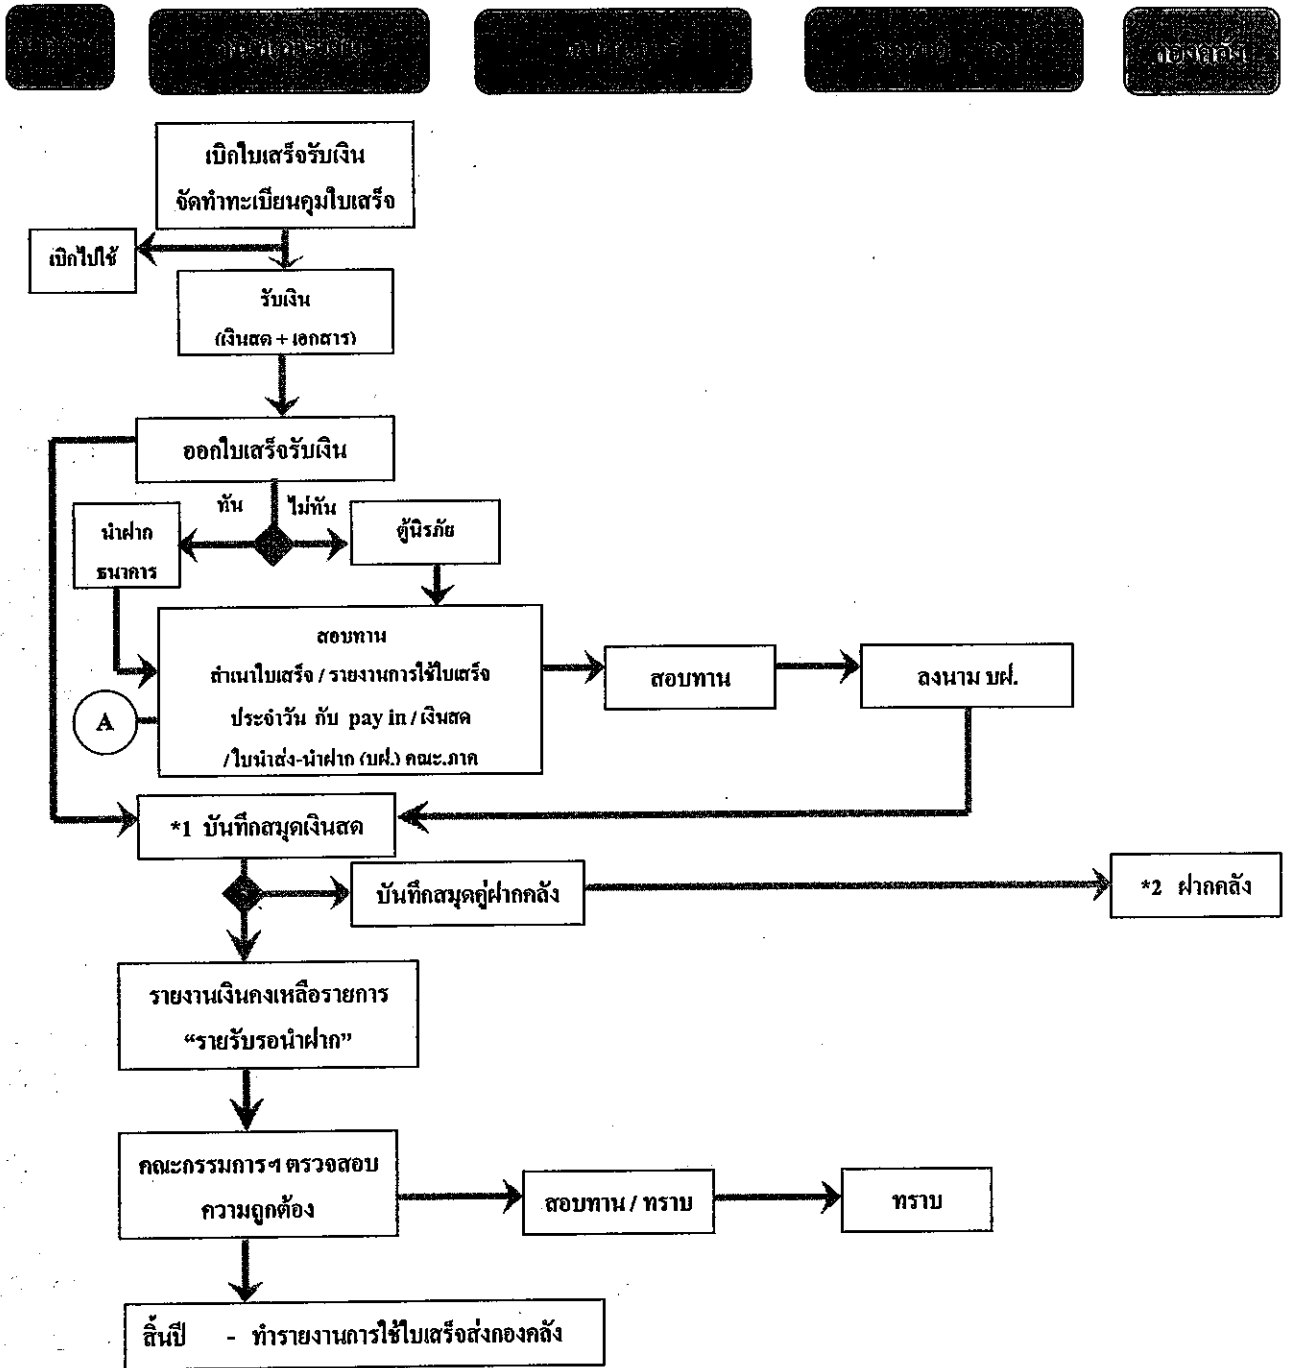 กองคลัง
เบิกใบเสร็จรับเงิน
จัดทำทะเบียนคุมใบเสร็จ
เบิกไปใช้
รับเงิน
(เงินสด + เอกสาร)
ออกใบเสร็จรับเงิน
ทัน
ไม่ทัน
นำฝาก
ธนาคาร
ตู้นิรภัย
สอบทาน
สำเนาใบเสร็จ / รายงานการใช้ใบเสร็จ
ประจำวัน กับ pay in / เงินสด
/ ใบนำส่ง-นำฝาก (บฝ.) คณะ.ภาค
A
สอบทาน
ลงนาม บฝ.
*1 บันทึกสมุดเงินสด
บันทึกสมุดคู่ฝากคลัง
*2 ฝากคลัง
รายงานเงินคงเหลือรายการ
“รายรับรอนำฝาก”
คณะกรรมการฯ ตรวจสอบ
ความถูกต้อง
สอบทาน / ทราบ
ทราบ
สิ้นปี - ทำรายงานการใช้ใบเสร็จส่งกองคลัง